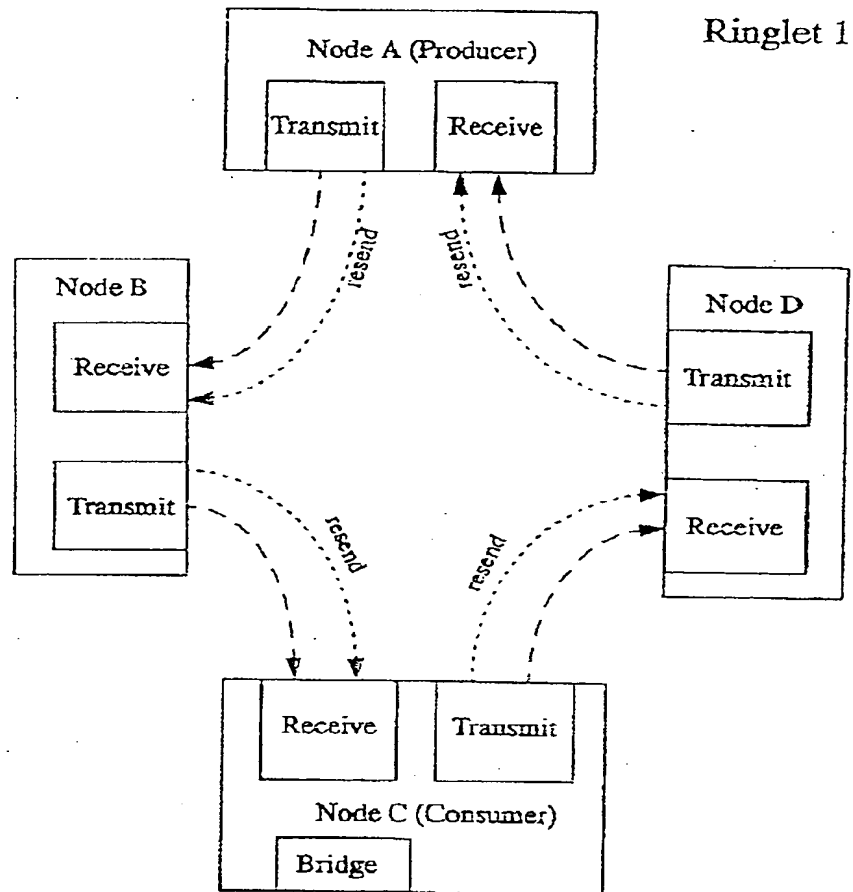 Ringlet 1
Node A (Producer)
Transmit
Receive
resend
resend
Node B
Receive
Transmit
Node D
Transmit
Receive
resend
resend
Receive
Transmit
Node C (Consumer)
Bridge